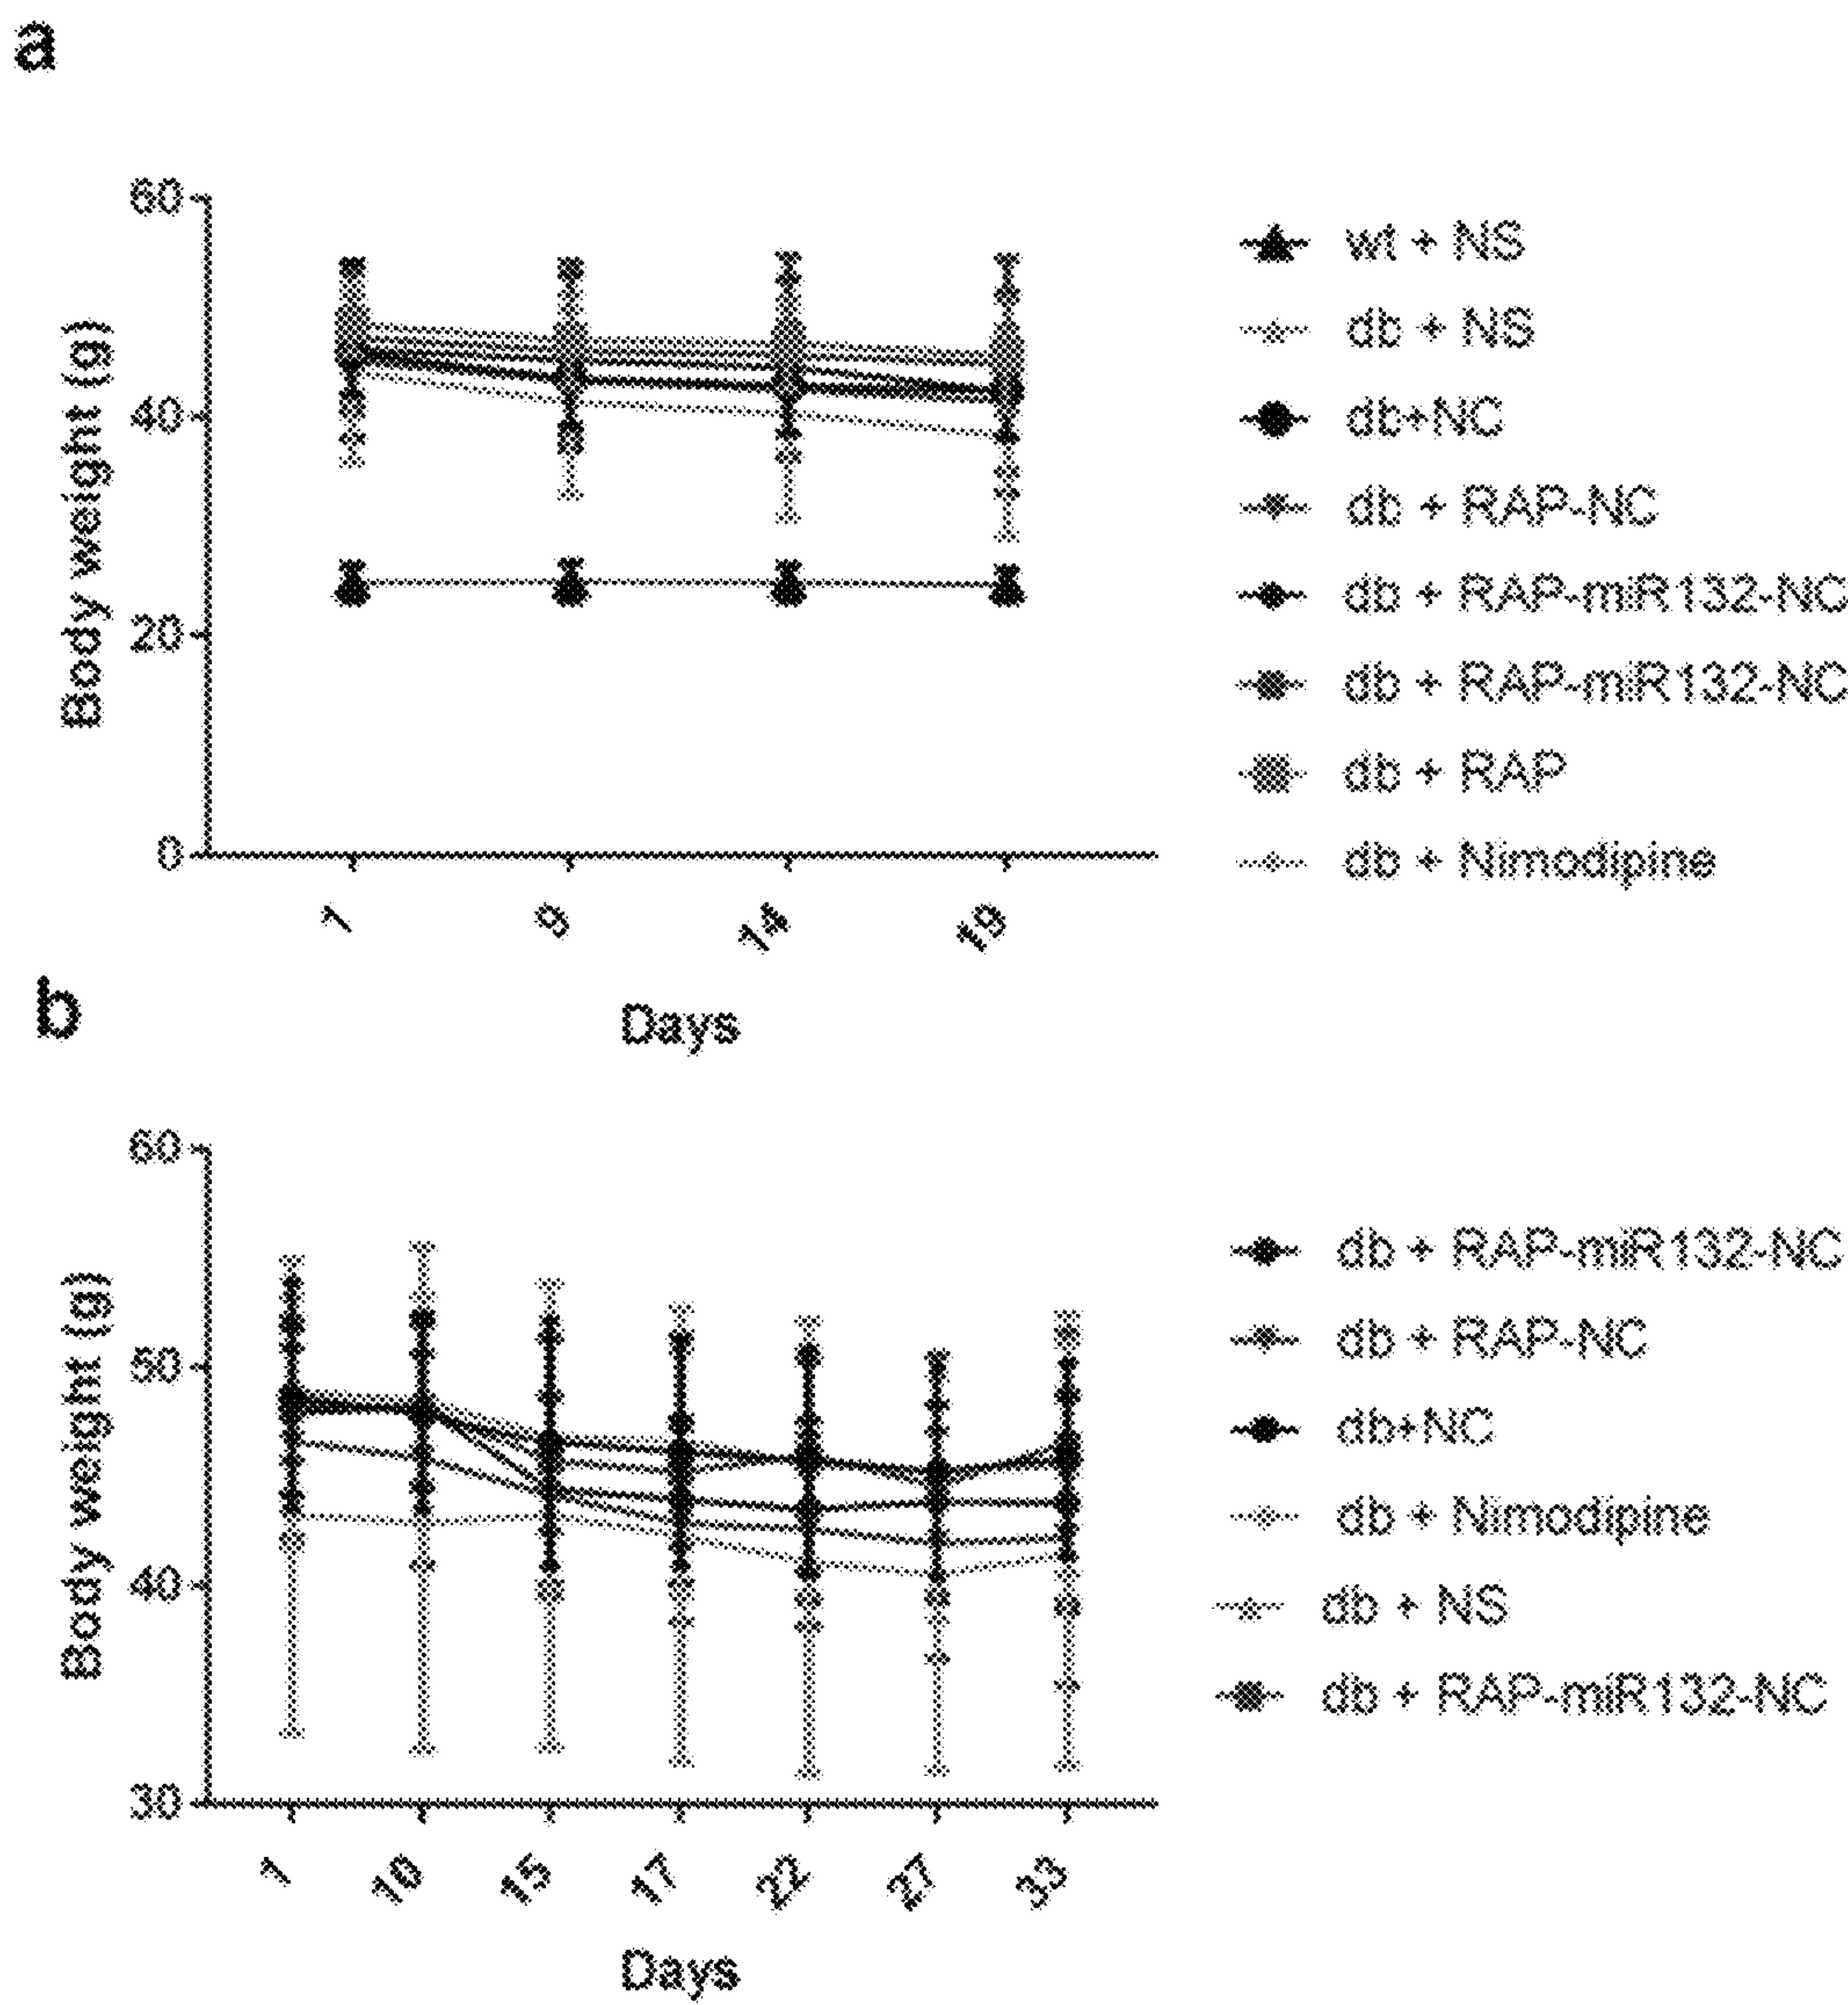 a
Body weight (g)
60
40
20
0
1
9
14
19
Days
wt + NS
db + NS
db+NC
db + RAP-NC
db + RAP-miR132-NC
db + RAP-miR132-NC
db + RAP
db + Nimodipine
b
Body weight (g)
60
50
40
30
1
10
15
17
22
27
33
Days
db + RAP-miR132-NC
db + RAP-NC
db+NC
db + Nimodipine
db + NS
db + RAP-miR132-NC